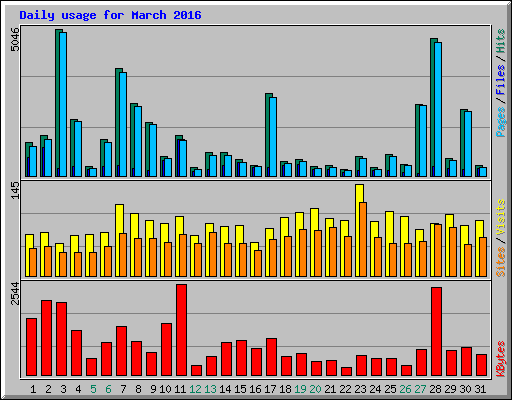 Daily usage for March 2016
5046
Pages / Files / Hits
145
Sites / Visits
2544
KBytes
1 2 3 4 5 6 7 8 9 10 11 12 13 14 15 16 17 18 19 20 21 22 23 24 25 26 27 28 29 30 31